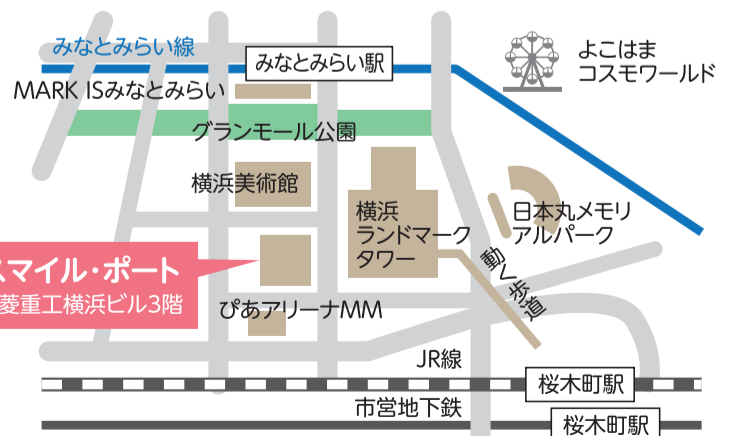 みなとみらい線
みなとみらい駅
よこはま
コスモワールド
MARK ISみなとみらい
グランモール公園
横浜美術館
横浜
ランドマーク
タワー
日本丸メモリ
アルパーク
動く歩道
スマイル・ポート
菱重工横浜ビル3階
ぴあアリーナMM
JR線
桜木町駅
市営地下鉄
桜木町駅